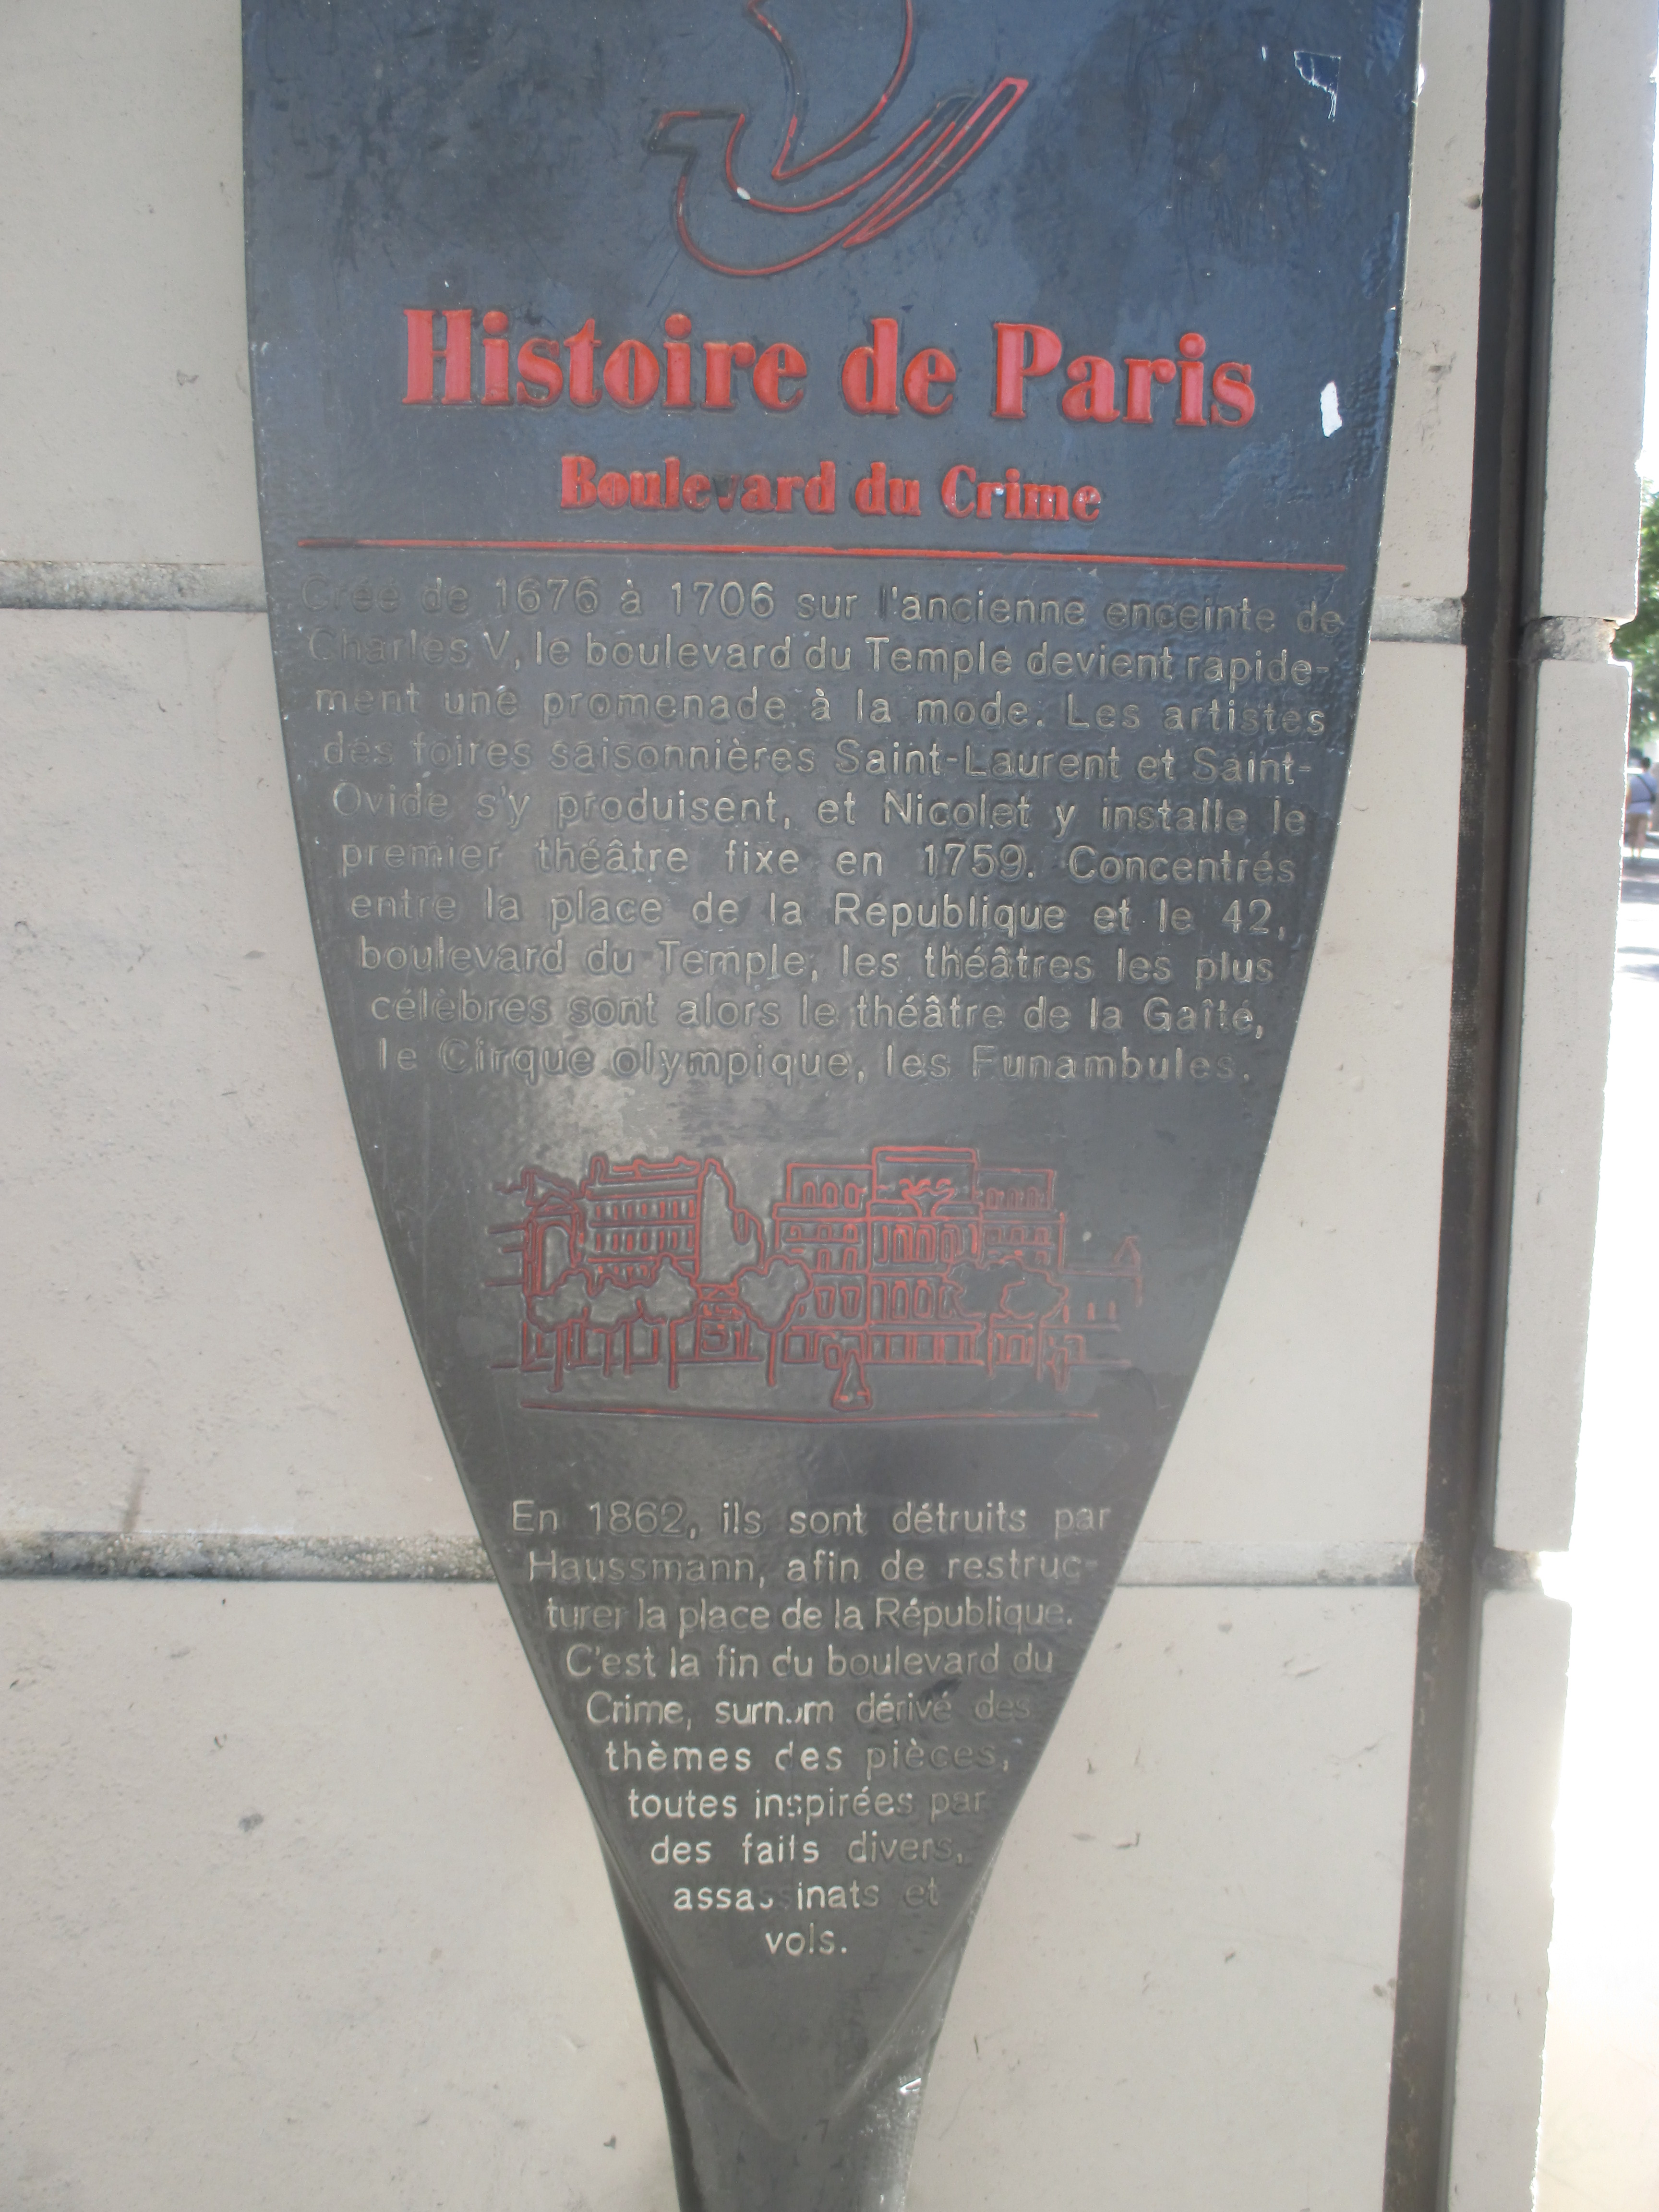 Histoire de Paris
Boulevard du Crime
Créé de 1676 à 1706 sur l'ancienne enceinte de
Charles V, le boulevard du Temple devient rapide-
ment une promenade à la mode. Les artistes
des foires saisonnières Saint-Laurent et Saint-
Ovide s'y produisent, et Nicolet y installe le
premier théâtre fixe en 1759. Concentrés
entre la place de la République et le 42,
boulevard du Temple, les théâtres les plus
célèbres sont alors le théâtre de la Gaîté,
le Cirque olympique, les Funambules.
En 1862, ils sont détruits par
Haussmann, afin de restruc-
turer la place de la République.
C'est la fin du boulevard du
Crime, surnom dérivé des
thèmes des pièces,
toutes inspirées par
des faits divers,
assassinats et
vols.